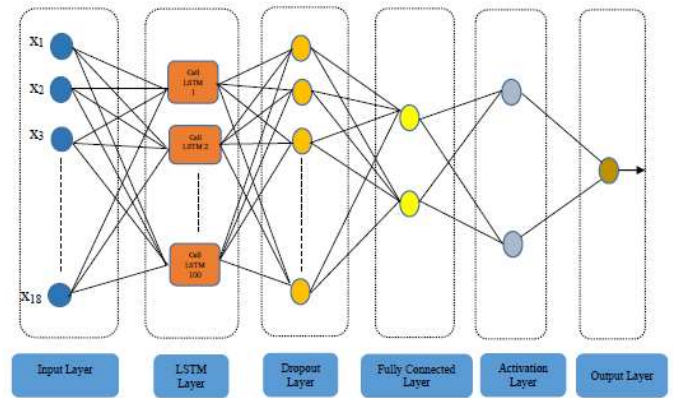 X1
X2
X3
X18
Cell
LSTM
1
Cell
LSTM 2
Cell
LSTM
100
Input Layer
LSTM
Layer
Dropout
Layer
Fully Connected
Layer
Activation
Layer
Output Layer